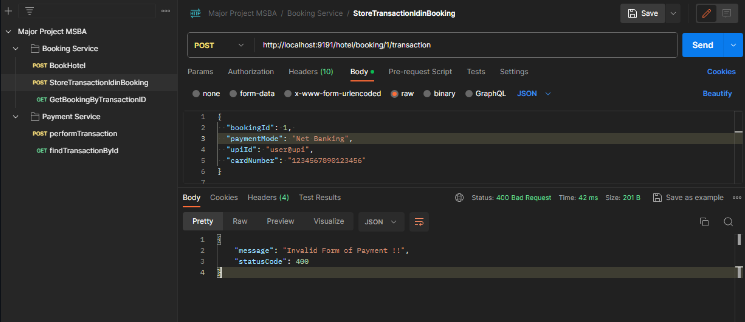 Major Project MSBA / Booking Service / StoreTransactionIdinBooking
Save
Major Project MSBA
Booking Service
POST BookHotel
POST StoreTransactionIdinBooking
GET GetBookingByTransactionID
Payment Service
POST performTransaction
GET findTransactionById
POST http://localhost:9191/hotel/booking/1/transaction
Send
Params Authorization Headers (10) Body Pre-request Script Tests Settings Cookies
none form-data x-www-form-urlencoded raw binary GraphQL JSON Beautify
1 {
2 "bookingId": 1,
3 "paymentMode": "Net Banking",
4 "upiId": "user@upi",
5 "cardNumber": "1234567890123456"
6 }
7
Body Cookies Headers (4) Test Results Status: 400 Bad Request Time: 42 ms Size: 201 B Save as example
Pretty Raw Preview Visualize JSON
1 {
2 "message": "Invalid Form of Payment !!",
3 "statusCode": 400
4 }